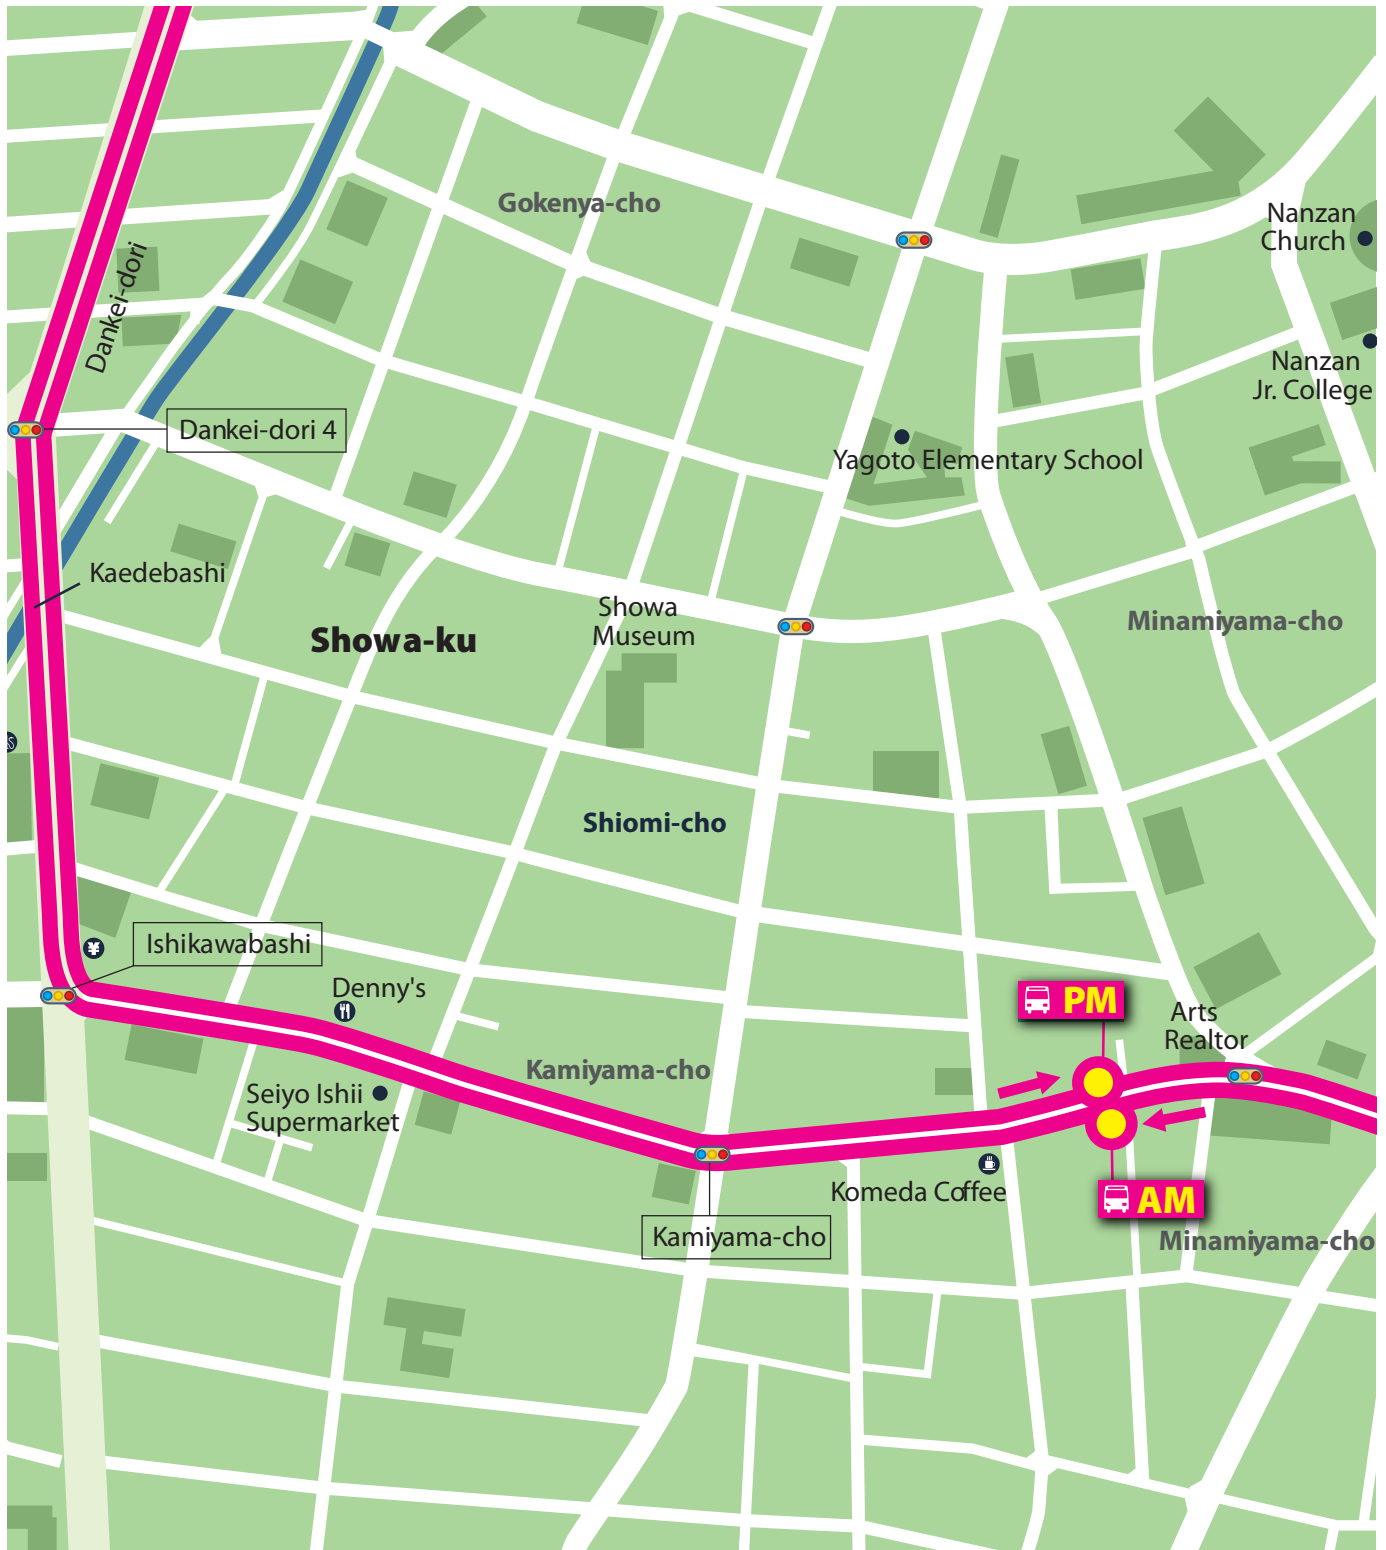 Gokenya-cho
Nanzan
Church
Dankei-dori
Nanzan
Jr. College
Dankei-dori 4
Yagoto Elementary School
Kaedebashi
Showa
Museum
Minamiyama-cho
Showa-ku
Shiomi-cho
¥
Ishikawabashi
Denny's
PM
Arts
Realtor
Kamiyama-cho
Seiyo Ishii
Supermarket
Komeda Coffee
AM
Kamiyama-cho
Minamiyama-cho